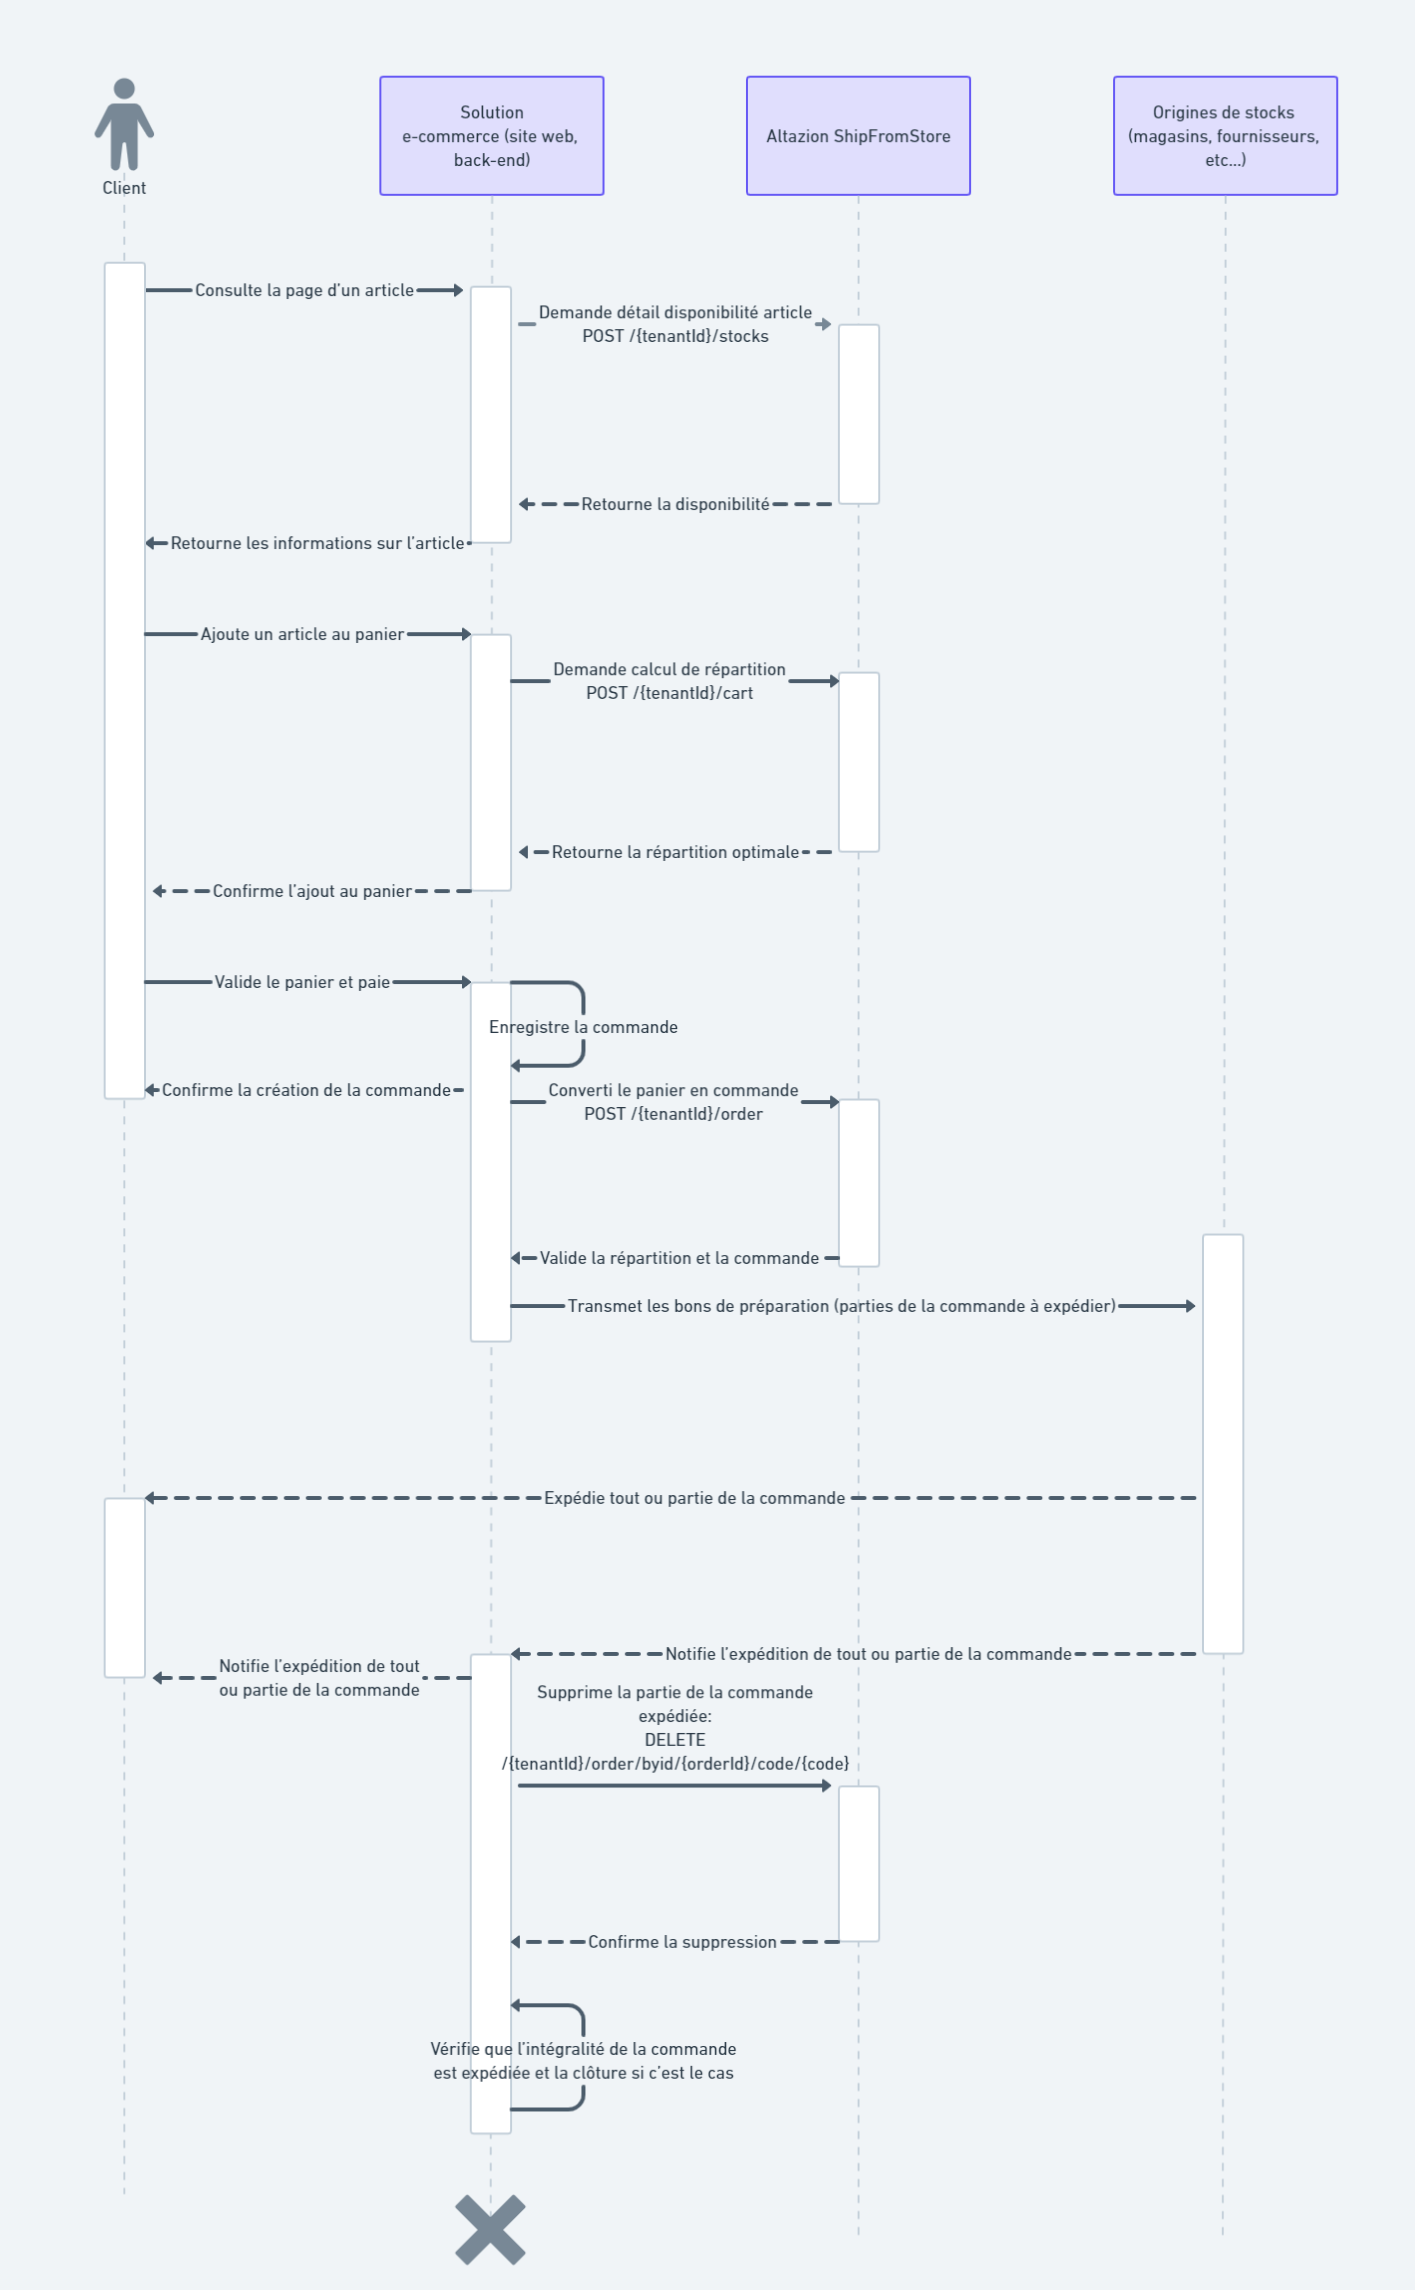 Client
Solution
e-commerce (site web,
back-end)
Altazion ShipFromStore
Origines de stocks
(magasins, fournisseurs,
etc...)
Consulte la page d'un article
Demande détail disponibilité article
POST /{tenantId}/stocks
Retourne la disponibilité
Retourne les informations sur l'article
Ajoute un article au panier
Demande calcul de répartition
POST /{tenantId}/cart
Retourne la répartition optimale
Confirme l'ajout au panier
Valide le panier et paie
Enregistre la commande
Confirme la création de la commande
Converti le panier en commande
POST /{tenantId}/order
Valide la répartition et la commande
Transmet les bons de préparation (parties de la commande à expédier)
Expédie tout ou partie de la commande
Notifie l'expédition de tout ou partie de la commande
Notifie l'expédition de tout
ou partie de la commande
Supprime la partie de la commande
expédiée:
DELETE
/{tenantId}/order/byid/{orderId}/code/{code}
Confirme la suppression
Vérifie que l'intégralité de la commande
est expédiée et la clôture si c'est le cas